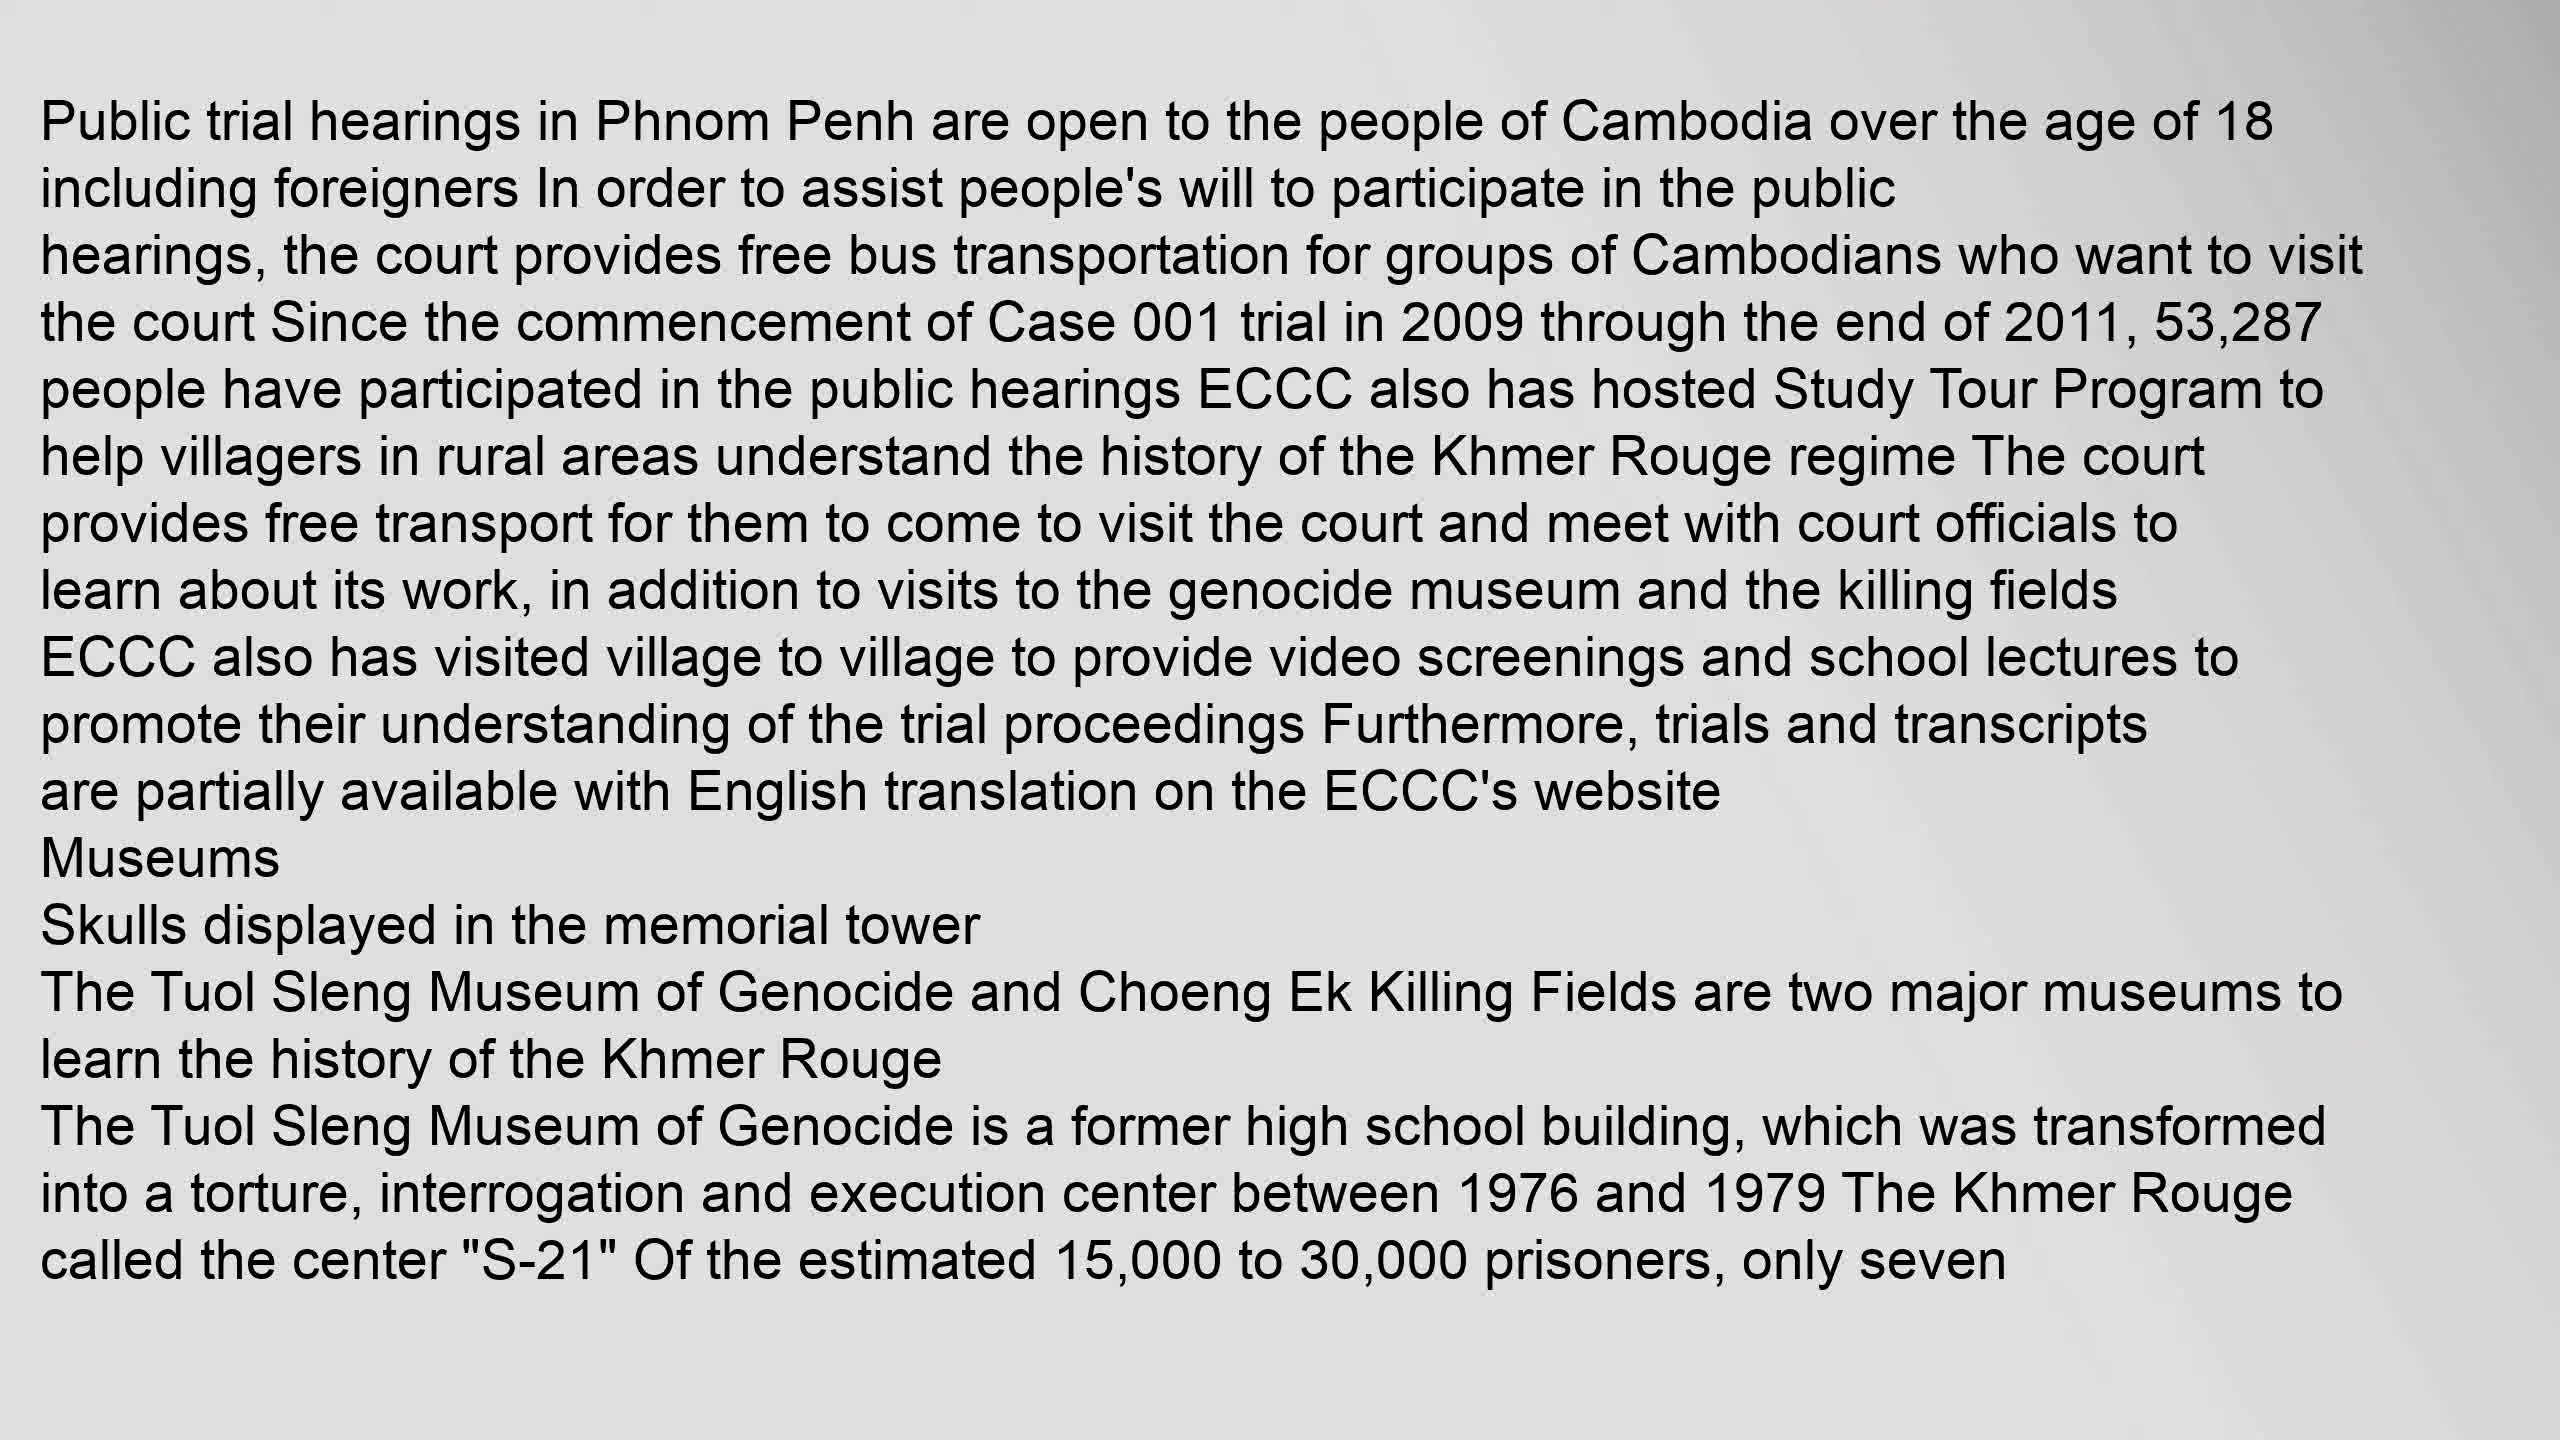 Public trial hearings in Phnom Penh are open to the people of Cambodia over the age of 18
including foreigners In order to assist people's will to participate in the public
hearings, the court provides free bus transportation for groups of Cambodians who want to visit
the court Since the commencement of Case 001 trial in 2009 through the end of 2011, 53,287
people have participated in the public hearings ECCC also has hosted Study Tour Program to
help villagers in rural areas understand the history of the Khmer Rouge regime The court
provides free transport for them to come to visit the court and meet with court officials to
learn about its work, in addition to visits to the genocide museum and the killing fields
ECCC also has visited village to village to provide video screenings and school lectures to
promote their understanding of the trial proceedings Furthermore, trials and transcripts
are partially available with English translation on the ECCC's website
Museums
Skulls displayed in the memorial tower
The Tuol Sleng Museum of Genocide and Choeng Ek Killing Fields are two major museums to
learn the history of the Khmer Rouge
The Tuol Sleng Museum of Genocide is a former high school building, which was transformed
into a torture, interrogation and execution center between 1976 and 1979 The Khmer Rouge
called the center "S-21" Of the estimated 15,000 to 30,000 prisoners, only seven